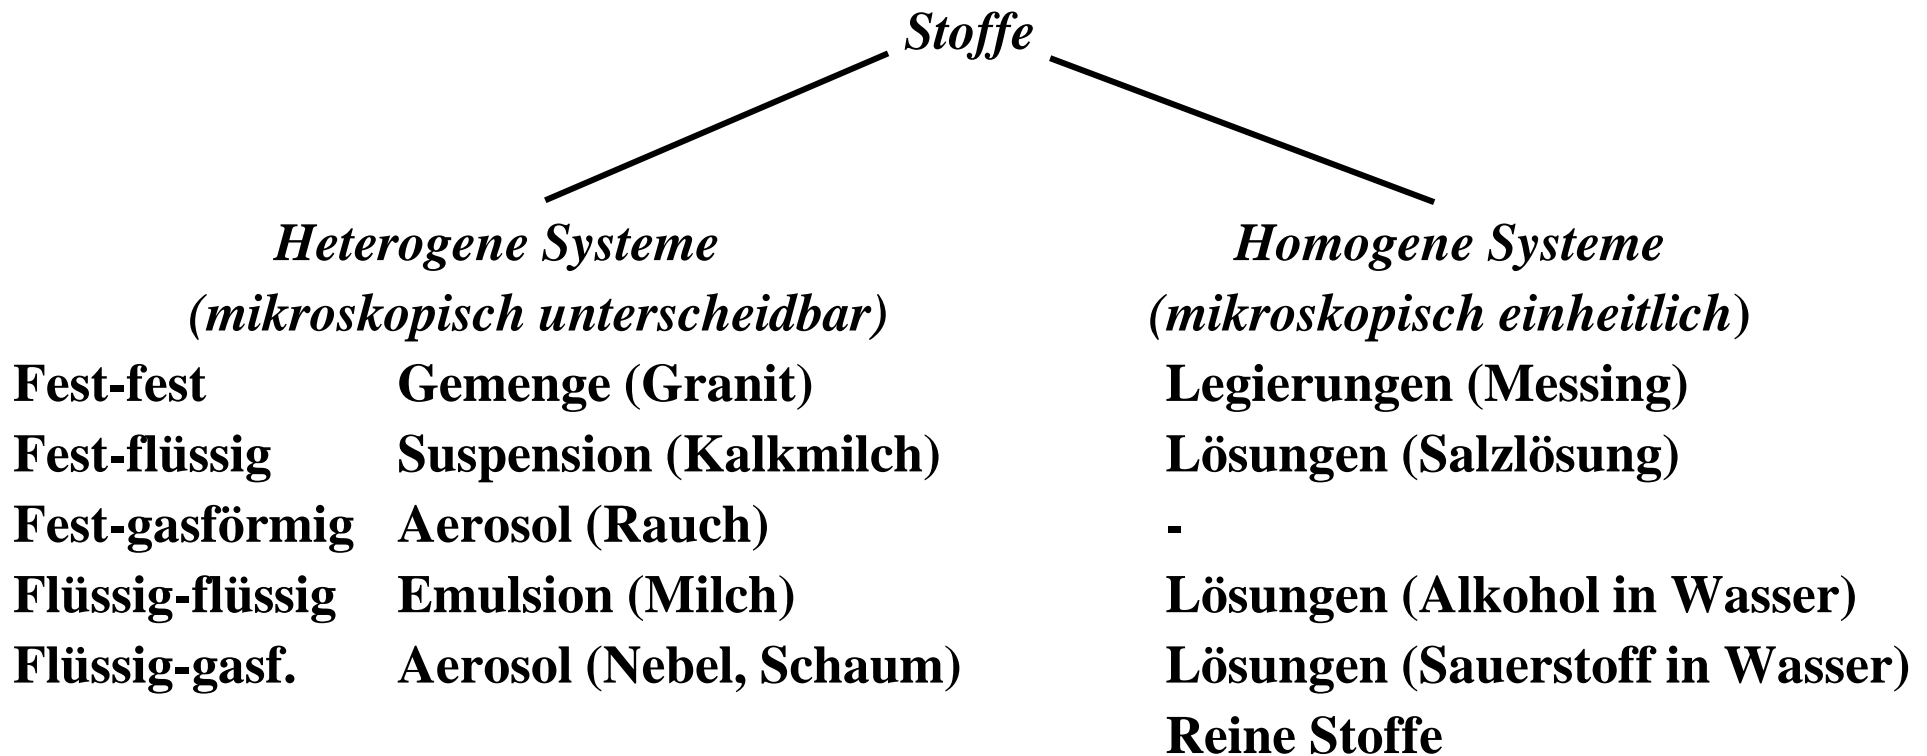 Stoffe
Heterogene Systeme Homogene Systeme
(mikroskopisch unterscheidbar) (mikroskopisch einheitlich)
Fest-fest Gemenge (Granit) Legierungen (Messing)
Fest-flüssig Suspension (Kalkmilch) Lösungen (Salzlösung)
Fest-gasförmig Aerosol (Rauch) -
Flüssig-flüssig Emulsion (Milch) Lösungen (Alkohol in Wasser)
Flüssig-gasf. Aerosol (Nebel, Schaum) Lösungen (Sauerstoff in Wasser)
Reine Stoffe